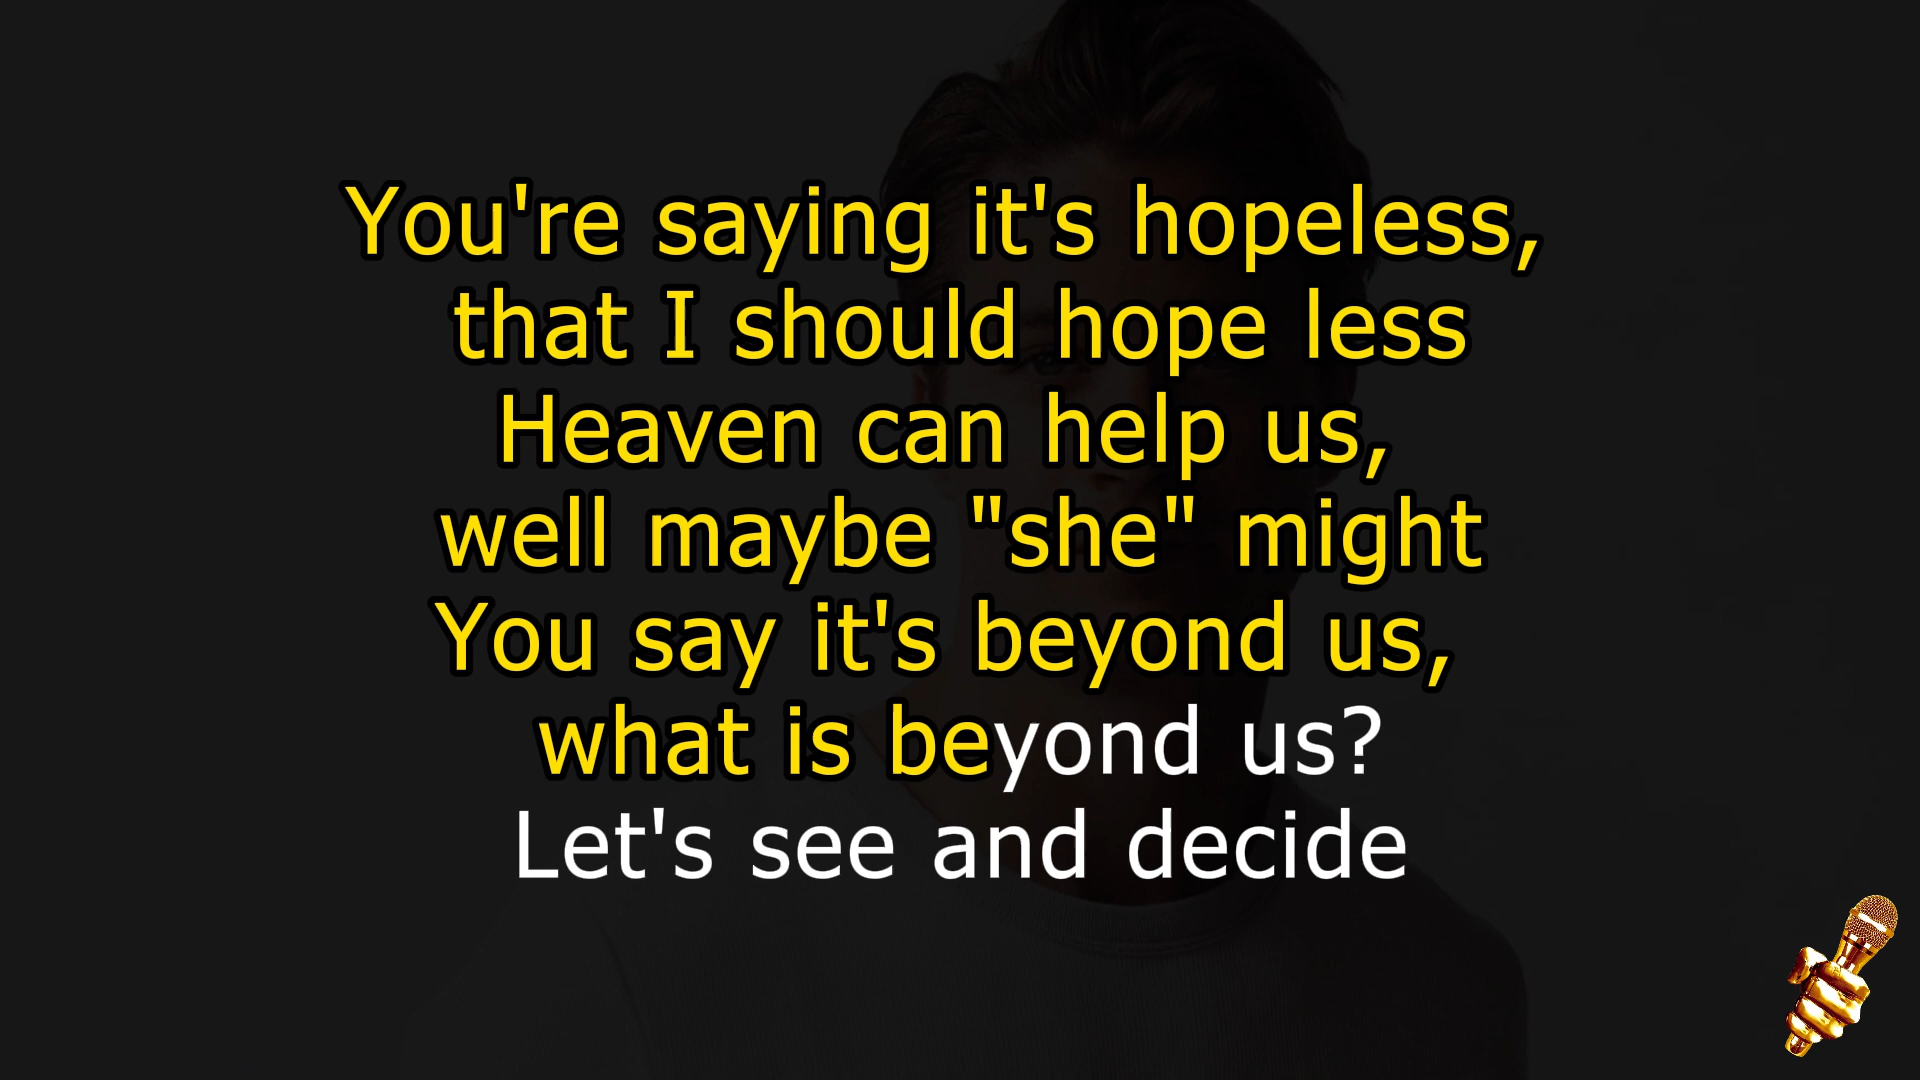 You're saying it's hopeless,
that I should hope less
Heaven can help us,
well maybe "she" might
You say it's beyond us,
what is beyond us?
Let's see and decide